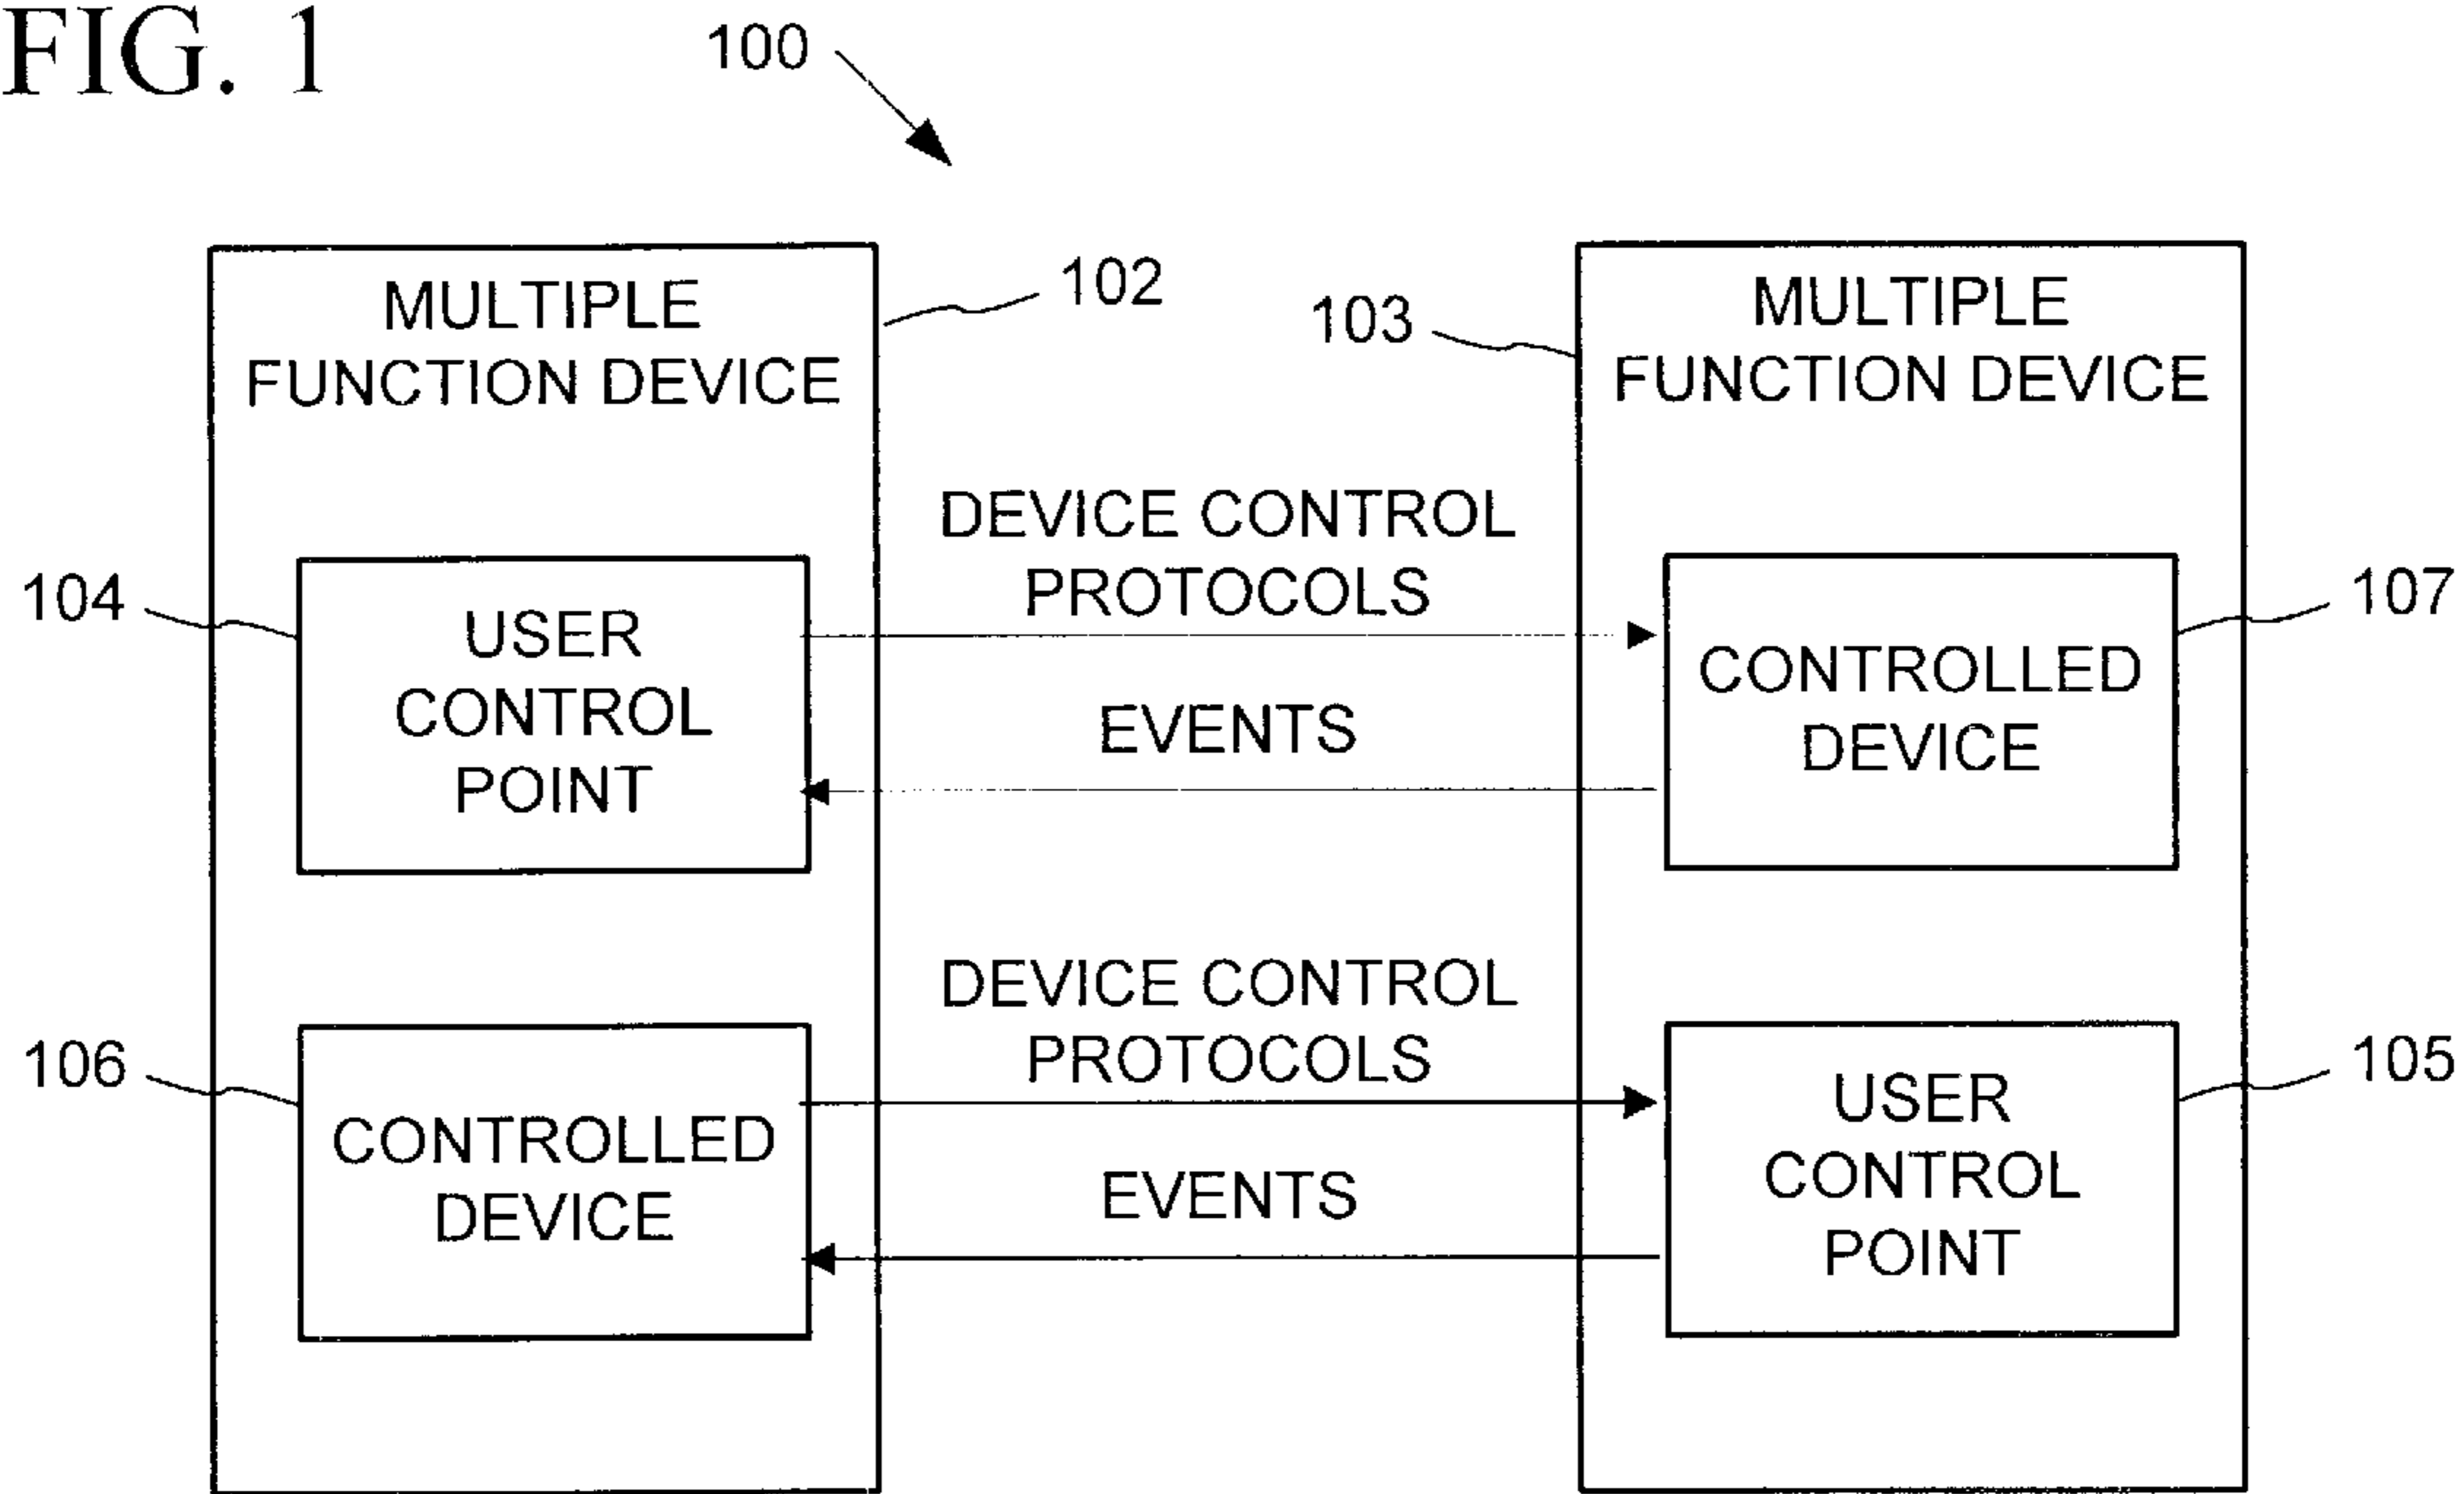 FIG. 1
100
MULTIPLE
FUNCTION DEVICE
102
103
MULTIPLE
FUNCTION DEVICE
DEVICE CONTROL
PROTOCOLS
104
USER
CONTROL
POINT
EVENTS
107
CONTROLLED
DEVICE
DEVICE CONTROL
PROTOCOLS
106
CONTROLLED
DEVICE
EVENTS
105
USER
CONTROL
POINT